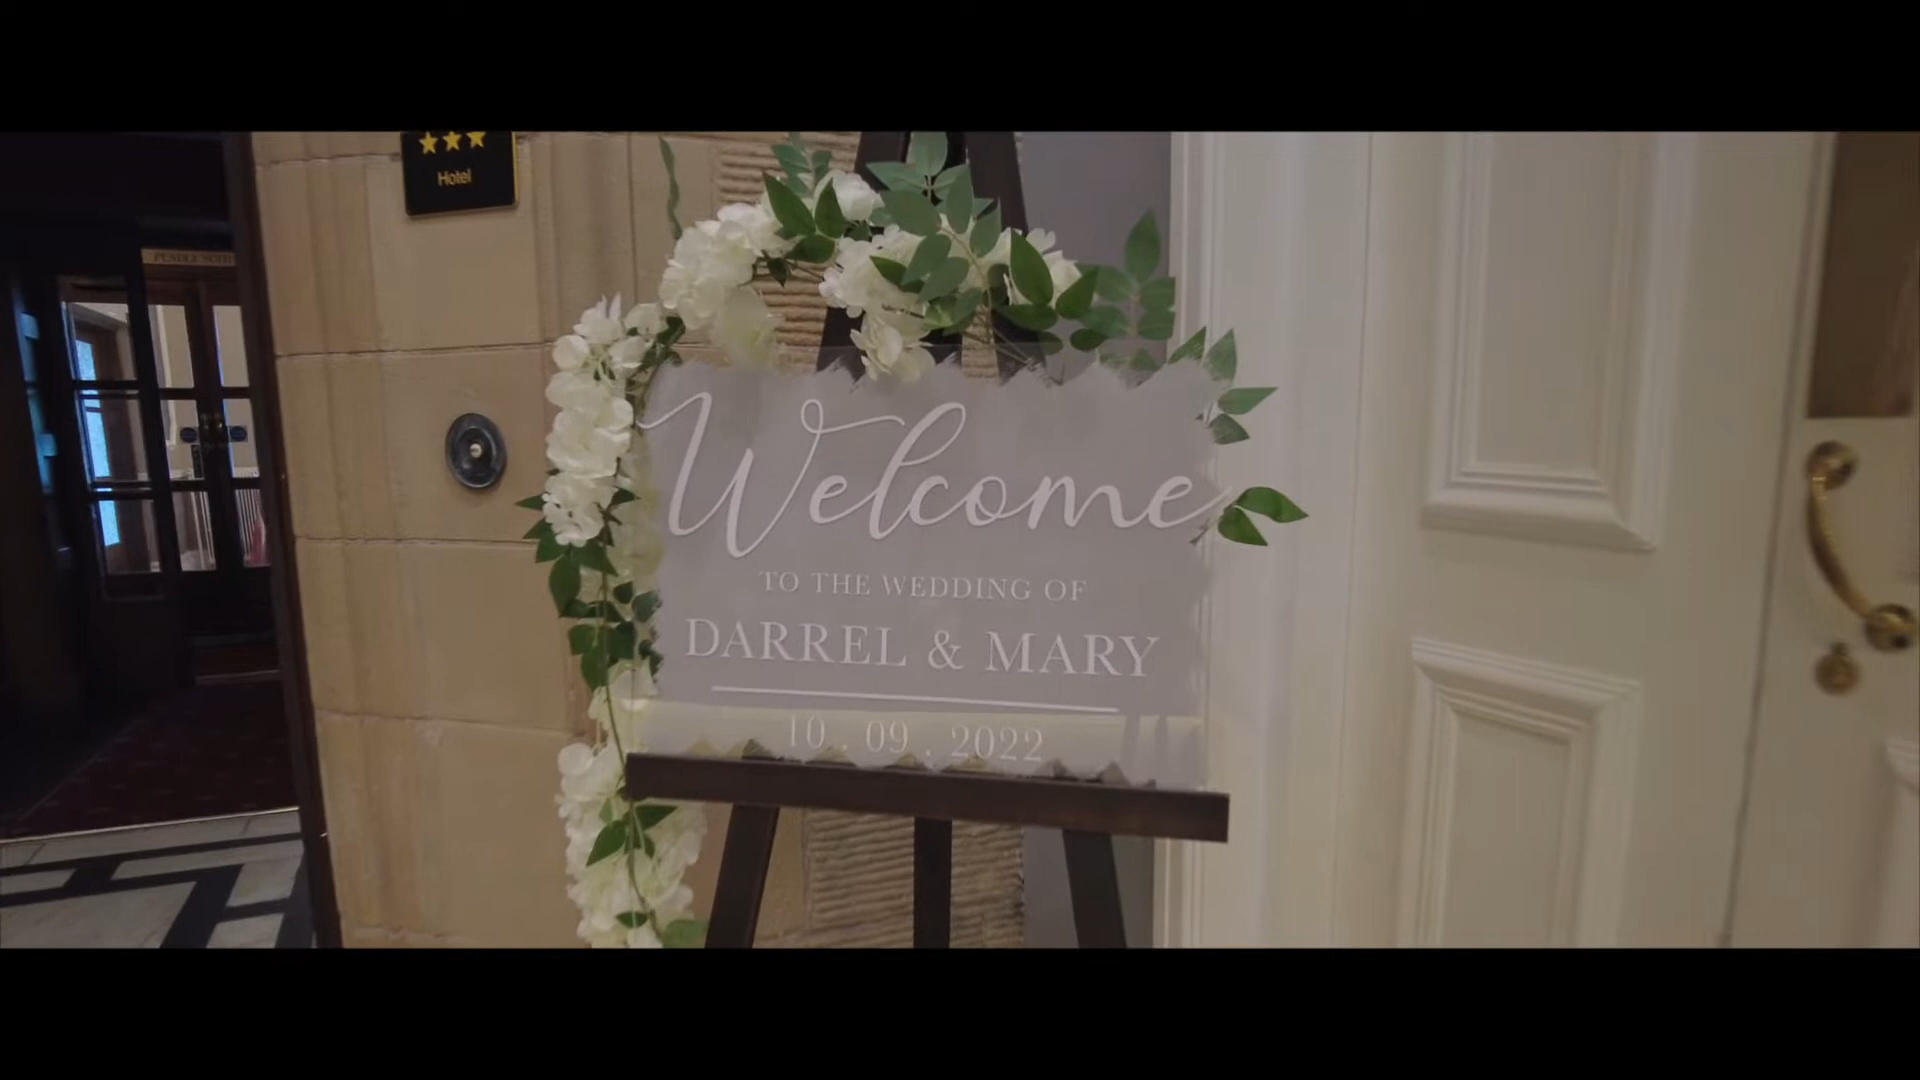 Hotel
Welcome
TO THE WEDDING OF
DARREL & MARY
10 . 09 . 2022